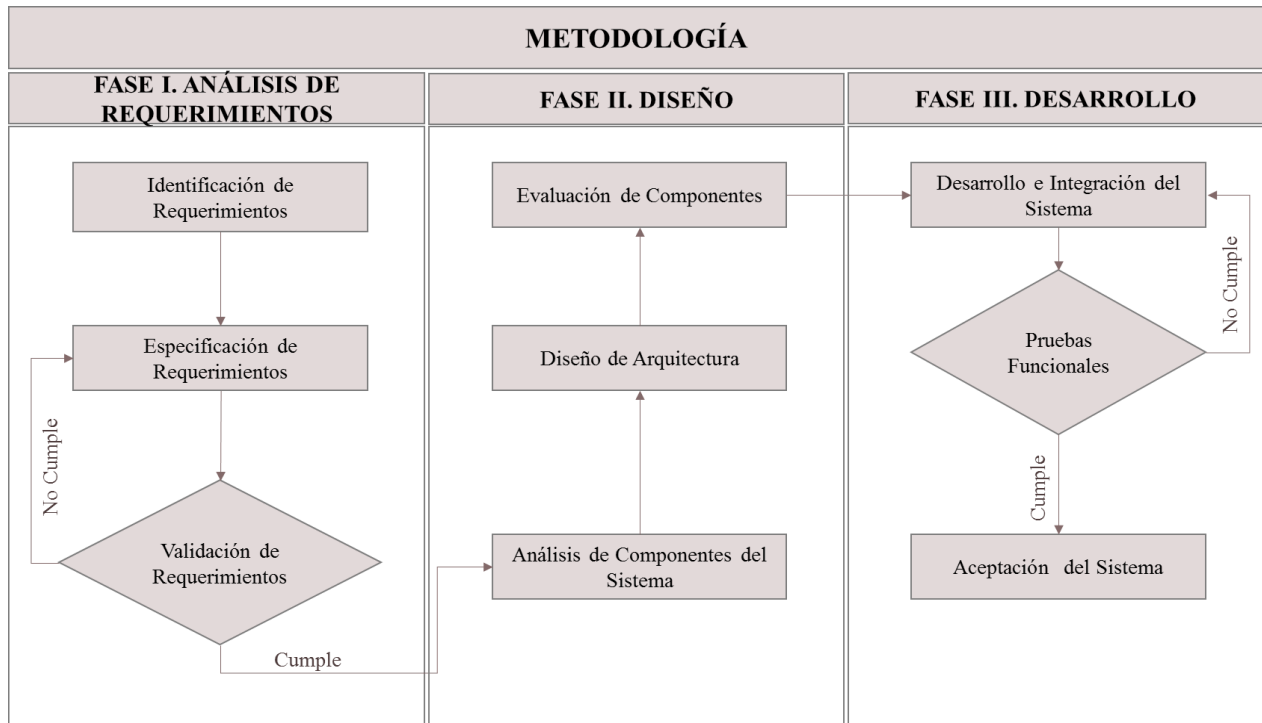 METODOLOGÍA
FASE I. ANÁLISIS DE
REQUERIMIENTOS
FASE II. DISEÑO
FASE III. DESARROLLO
Identificación de
Requerimientos
Especificación de
Requerimientos
No Cumple
Validación de
Requerimientos
Cumple
Evaluación de Componentes
Diseño de Arquitectura
Análisis de Componentes del
Sistema
Desarrollo e Integración del
Sistema
No Cumple
Pruebas
Funcionales
Cumple
Aceptación del Sistema